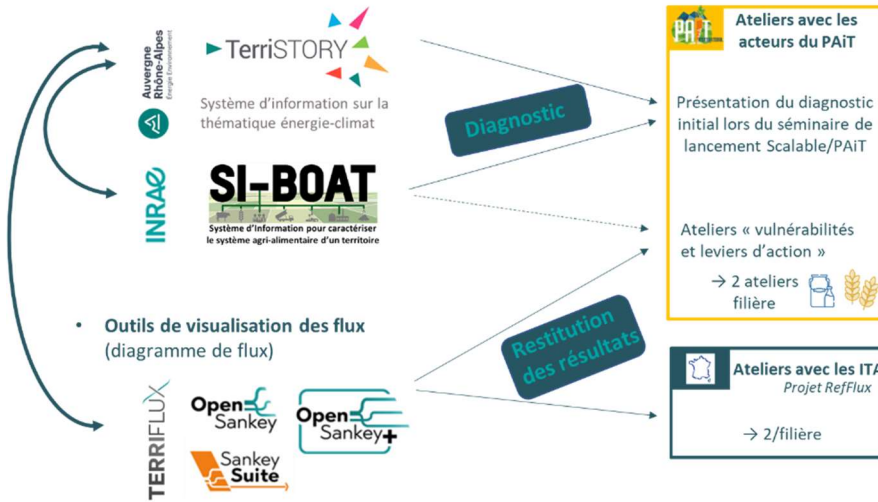 Auvergne
Rhône-Alpes
Énergie Environnement
TerriSTORY
Système d'information sur la
thématique énergie-climat
INRAE
SI-BOAT
Système d'Information pour caractériser
le système agri-alimentaire d'un territoire
• Outils de visualisation des flux
(diagramme de flux)
TERRIFLUX
Open
Sankey
Open
Sankey+
Sankey
Suite
Diagnostic
Restitution
des résultats
PAiT
Ateliers avec les
acteurs du PAiT
Présentation du diagnostic
initial lors du séminaire de
lancement Scalable/PAiT
Ateliers « vulnérabilités
et leviers d'action »
→ 2 ateliers
filière
Ateliers avec les ITA
Projet RefFlux
→ 2/filière